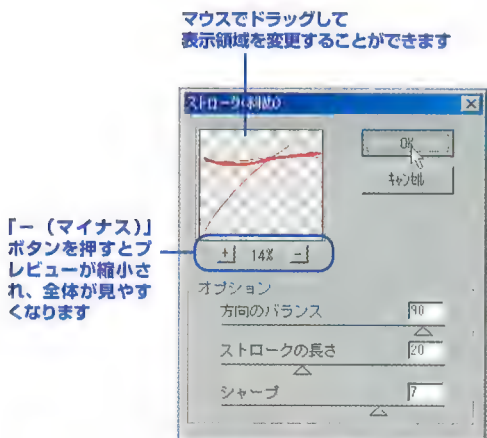 マウスでドラッグして
表示領域を変更することができます
ストローク(斜め)
OK
キャンセル
「－（マイナス）」
ボタンを押すとプ
レビューが縮小さ
れ、全体が見やす
くなります
+ 14% －
オプション
方向のバランス 90
ストロークの長さ 20
シャープ 7